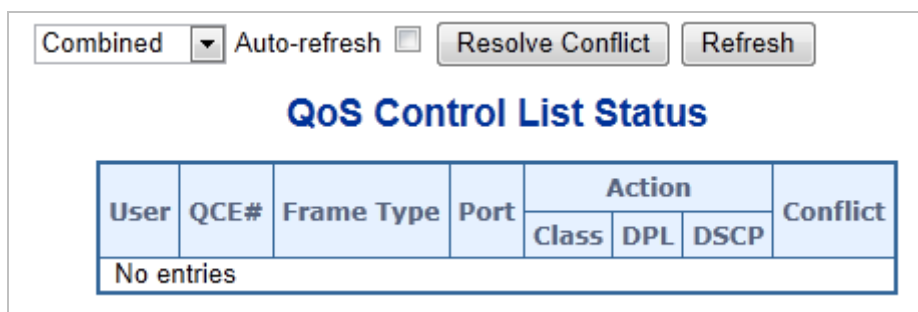 Combined Auto-refresh Resolve Conflict Refresh
QoS Control List Status
User QCE# Frame Type Port Action Conflict
Class DPL DSCP
No entries